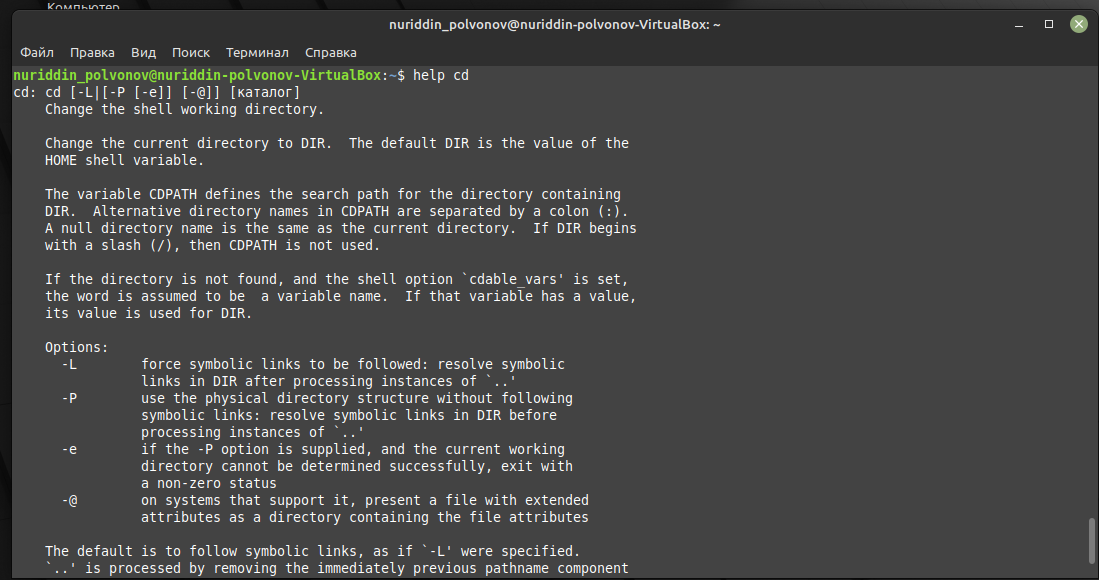 Компьютер
nuriddin_polvonov@nuriddin-polvonov-VirtualBox: ~
Файл Правка Вид Поиск Терминал Справка
nuriddin_polvonov@nuriddin-polvonov-VirtualBox:~$ help cd
cd: cd [-L|[-P [-e]] [-@]] [каталог]
    Change the shell working directory.

    Change the current directory to DIR.  The default DIR is the value of the
    HOME shell variable.

    The variable CDPATH defines the search path for the directory containing
    DIR.  Alternative directory names in CDPATH are separated by a colon (:).
    A null directory name is the same as the current directory.  If DIR begins
    with a slash (/), then CDPATH is not used.

    If the directory is not found, and the shell option `cdable_vars' is set,
    the word is assumed to be  a variable name.  If that variable has a value,
    its value is used for DIR.

    Options:
      -L        force symbolic links to be followed: resolve symbolic
                links in DIR after processing instances of `..'
      -P        use the physical directory structure without following
                symbolic links: resolve symbolic links in DIR before
                processing instances of `..'
      -e        if the -P option is supplied, and the current working
                directory cannot be determined successfully, exit with
                a non-zero status
      -@        on systems that support it, present a file with extended
                attributes as a directory containing the file attributes

    The default is to follow symbolic links, as if `-L' were specified.
    `..' is processed by removing the immediately previous pathname component